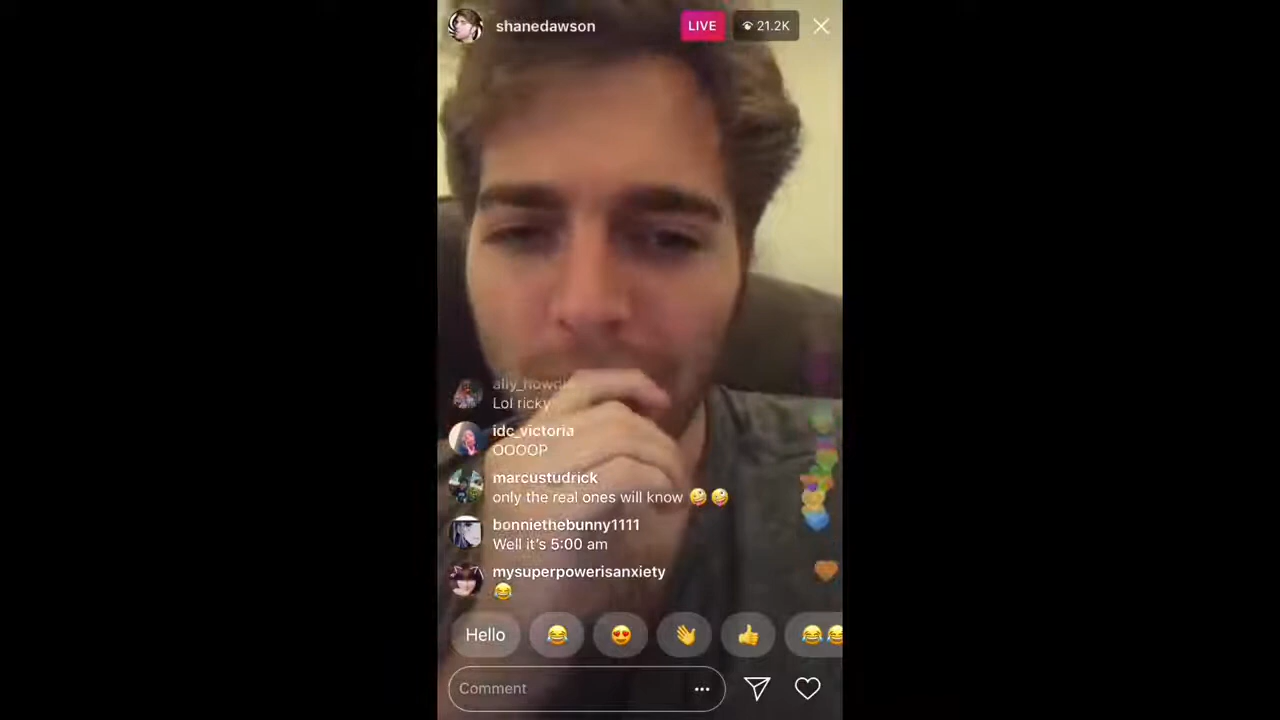 shanedawson
LIVE
21.2K
Lol ricky
idc_victoria
OOOOP
marcustudrick
only the real ones will know 🤪🤪
bonniethebunny1111
Well it's 5:00 am
mysuperpowerisanxiety
😂
Hello
Comment